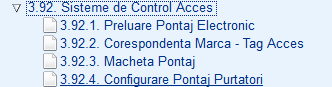 3.92. Sisteme de Control Acces
3.92.1. Preluare Pontaj Electronic
3.92.2. Corespondenta Marca - Tag Acces
3.92.3. Macheta Pontaj
3.92.4. Configurare Pontaj Purtatori